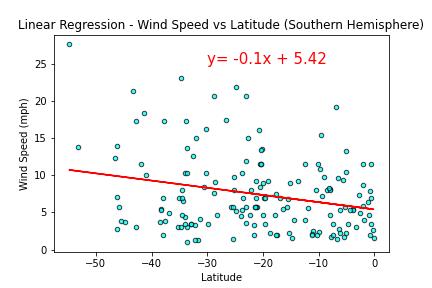 Linear Regression - Wind Speed vs Latitude (Southern Hemisphere)
y= -0.1x + 5.42
Wind Speed (mph)
25
20
15
10
5
0
−50 −40 −30 −20 −10 0
Latitude